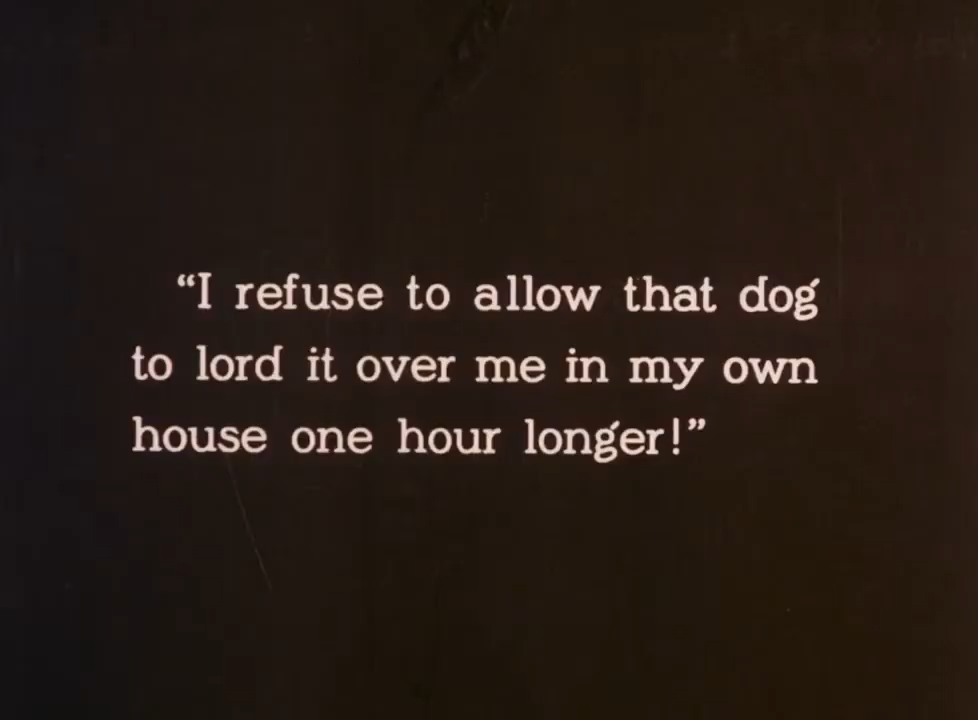 “I refuse to allow that dog
to lord it over me in my own
house one hour longer!”